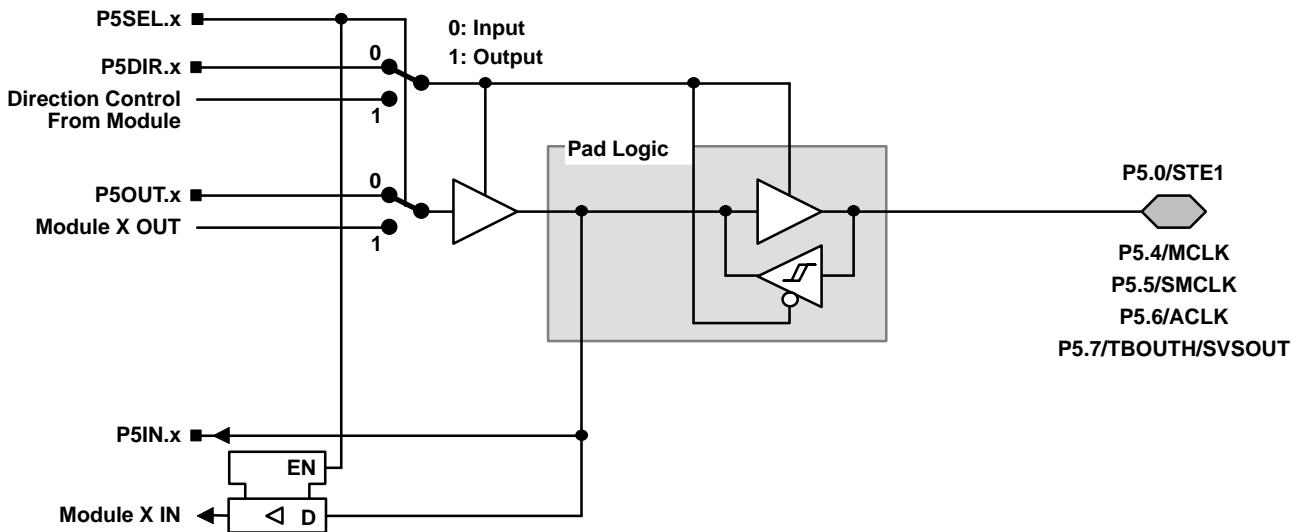 P5SEL.x
0: Input
1: Output
0
P5DIR.x
Direction Control
From Module
1
Pad Logic
P5.0/STE1
0
P5OUT.x
Module X OUT
1
P5.4/MCLK
P5.5/SMCLK
P5.6/ACLK
P5.7/TBOUTH/SVSOUT
P5IN.x
EN
Module X IN
D